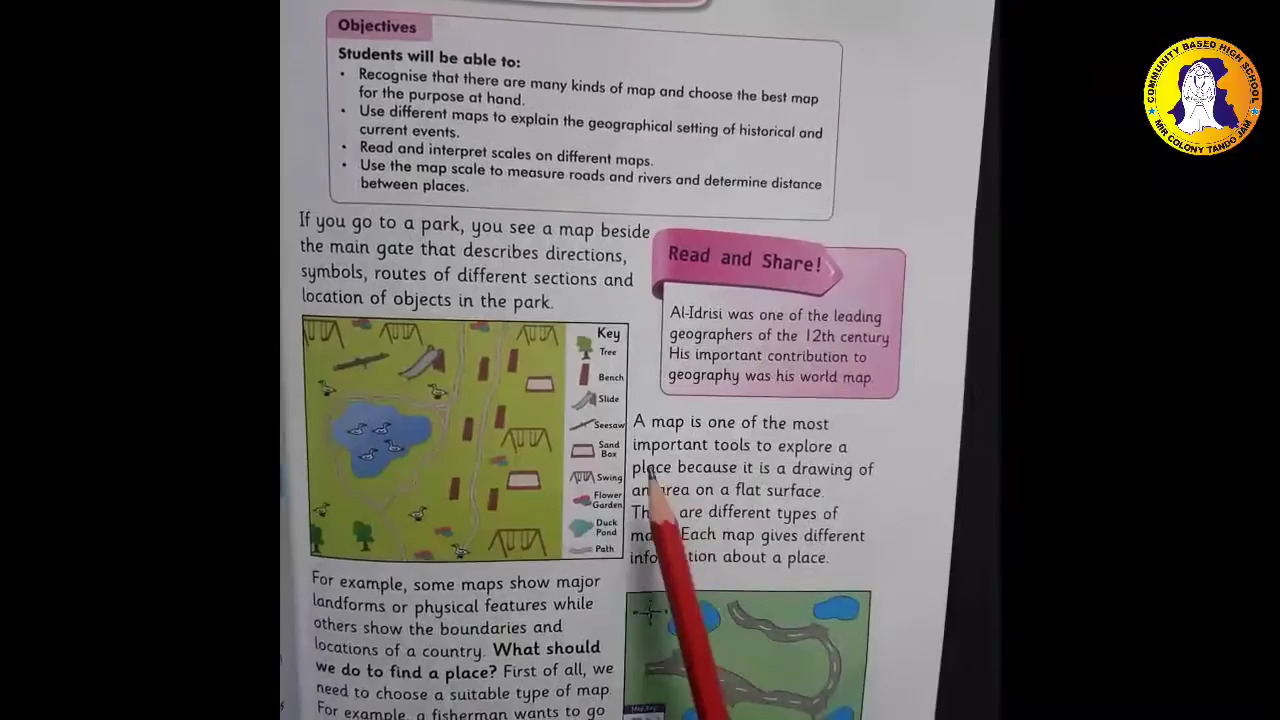 Objectives
Students will be able to:
• Recognise that there are many kinds of map and choose the best map
for the purpose at hand.
• Use different maps to explain the geographical setting of historical and
current events.
• Read and interpret scales on different maps.
• Use the map scale to measure roads and rivers and determine distance
between places.
If you go to a park, you see a map beside
the main gate that describes directions,
symbols, routes of different sections and
location of objects in the park.
Read and Share!
Al-Idrisi was one of the leading
geographers of the 12th century
His important contribution to
geography was his world map.
Key
Tree
Bench
Slide
Seesaw
Sand
Box
Swing
Flower
Garden
Duck
Pond
Path
A map is one of the most
important tools to explore a
place because it is a drawing of
an area on a flat surface.
are different types of
Each map gives different
about a place.
For example, some maps show major
landforms or physical features while
others show the boundaries and
locations of a country. What should
we do to find a place? First of all, we
need to choose a suitable type of map.
For example, a fisherman wants to go
COMMUNITY BASED HIGH SCHOOL
MIR COLONY TANDO JAM